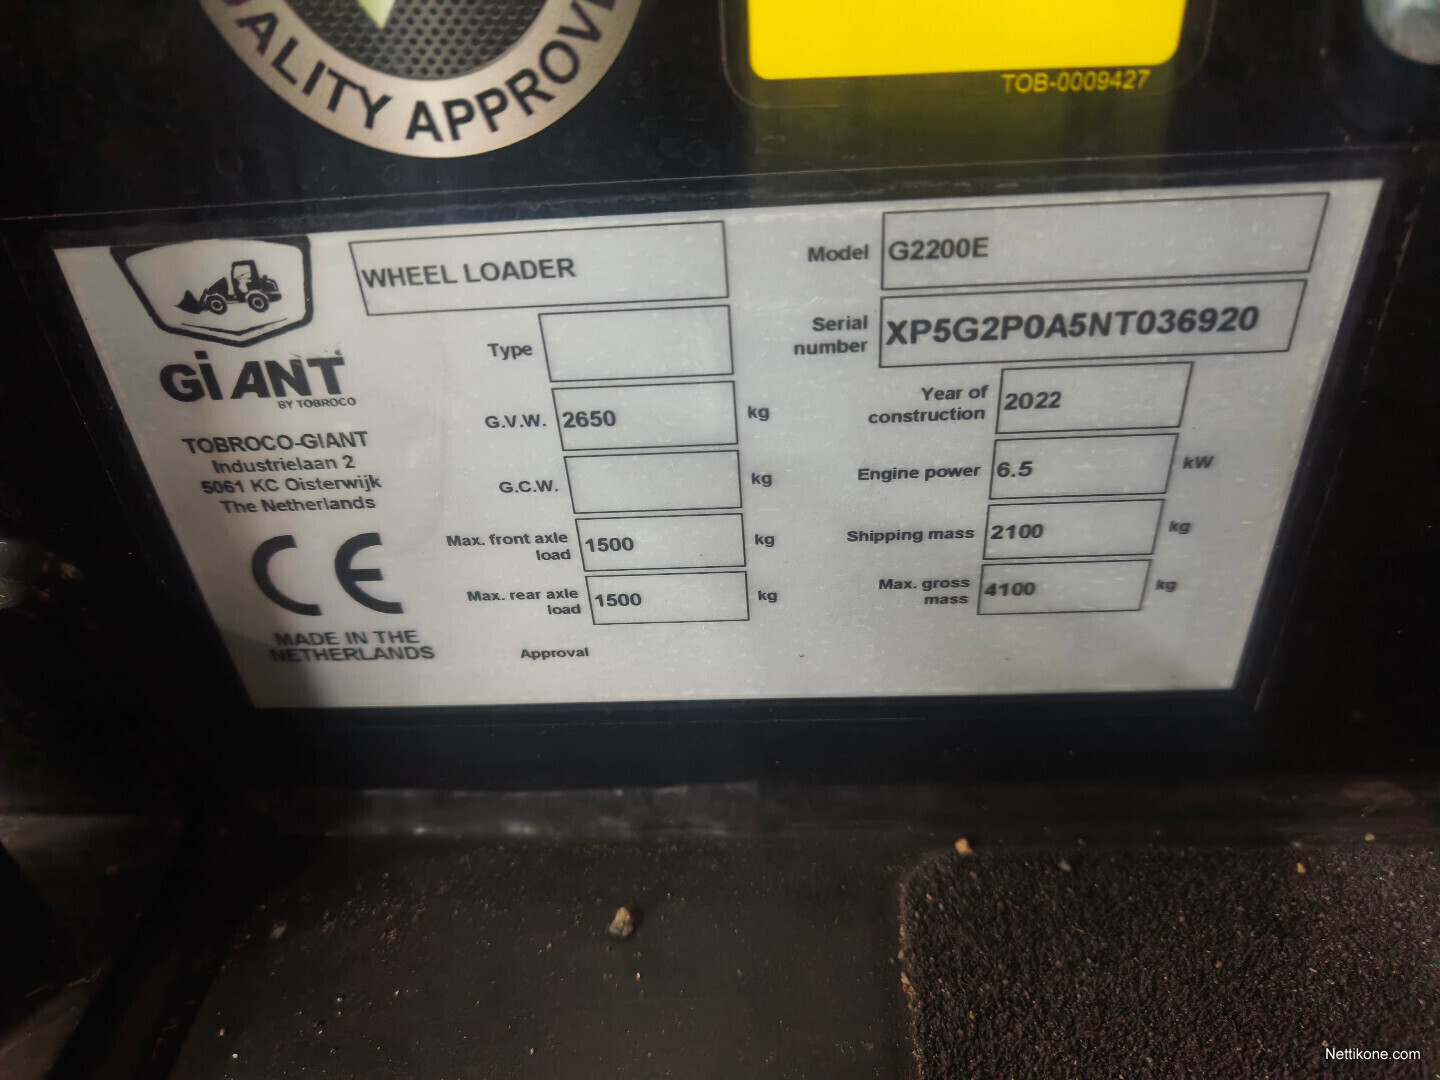 QUALITY APPROVED
TOB-0009427
WHEEL LOADER
Model G2200E
Serial number XP5G2P0A5NT036920
Type
G.V.W. 2650 kg
G.C.W. kg
Max. front axle load 1500 kg
Max. rear axle load 1500 kg
Year of construction 2022
Engine power 6.5 kW
Shipping mass 2100 kg
Max. gross mass 4100 kg
Approval
GiANT
BY TOBROCO
TOBROCO-GIANT
Industrielaan 2
5061 KC Oisterwijk
The Netherlands
CE
MADE IN THE
NETHERLANDS
Nettikone.com